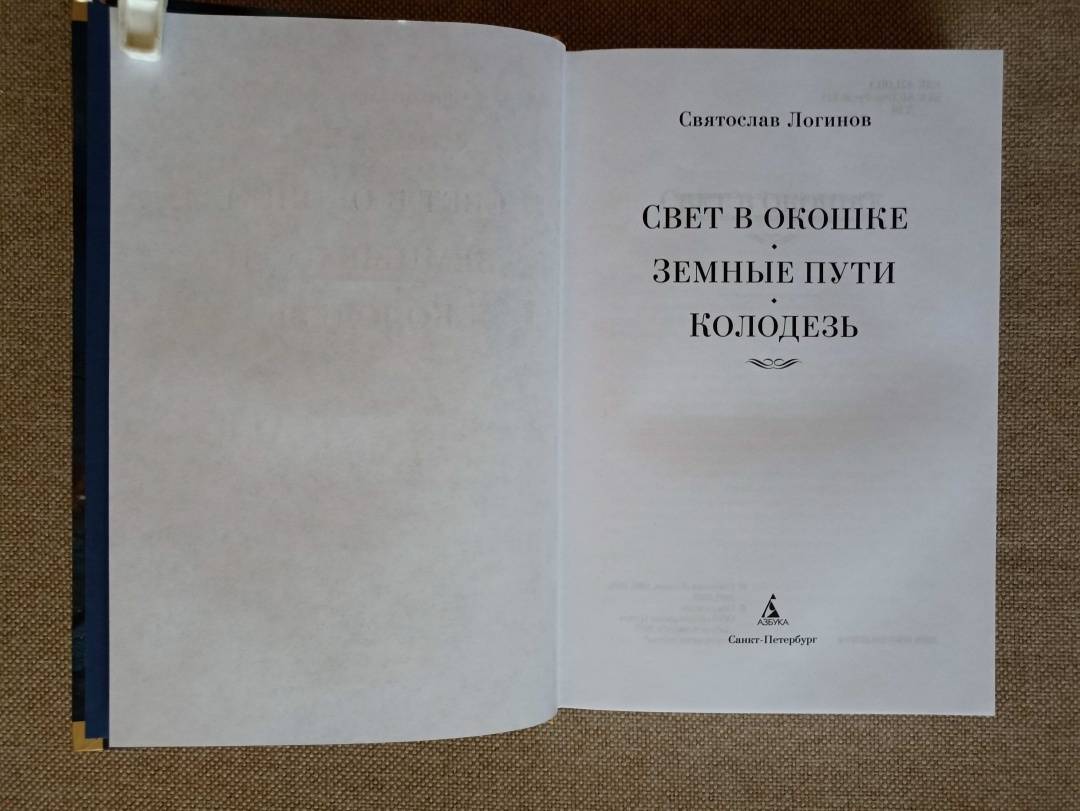 Святослав Логинов
Свет в окошке
Земные пути
Колодезь
АЗБУКА
Санкт-Петербург